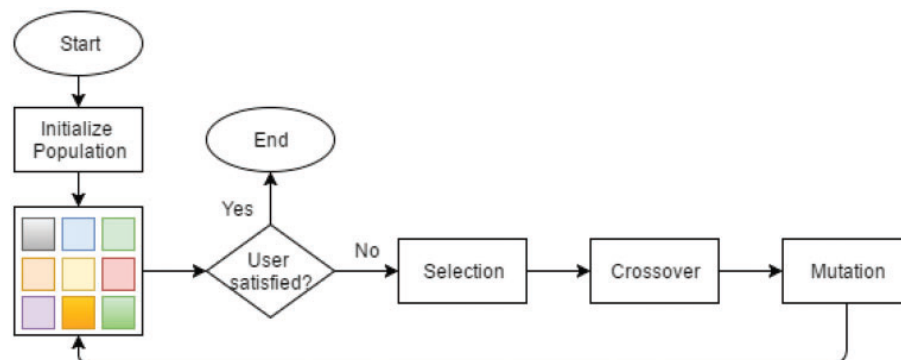 Start
Initialize
Population
End
Yes
User
satisfied?
No
Selection
Crossover
Mutation